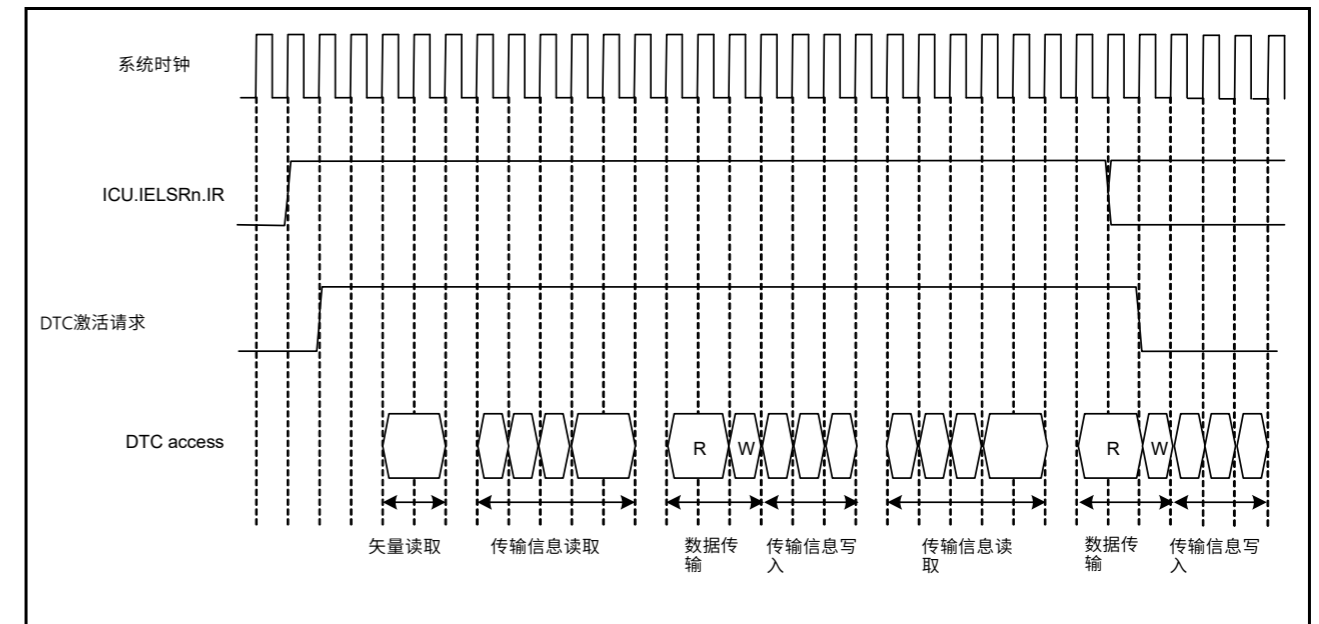 系统时钟
ICU.IELSRn.IR
DTC激活请求
DTC access
R
W
R
W
矢量读取
传输信息读取
数据传
输
传输信息写
入
传输信息读
取
数据传
输
传输信息写
入